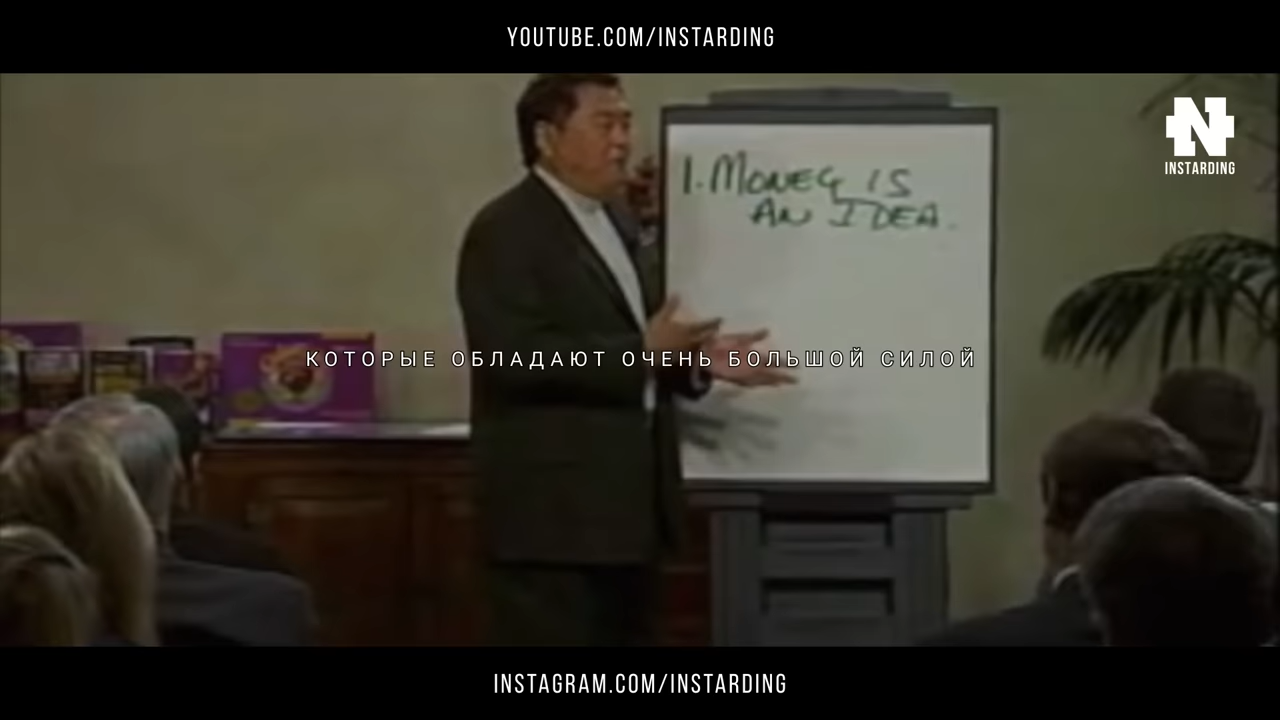 YOUTUBE.COM/INSTARDING
N
INSTARDING
1. MONEY IS
AN IDEA.
КОТОРЫЕ ОБЛАДАЮТ ОЧЕНЬ БОЛЬШОЙ СИЛОЙ
INSTAGRAM.COM/INSTARDING